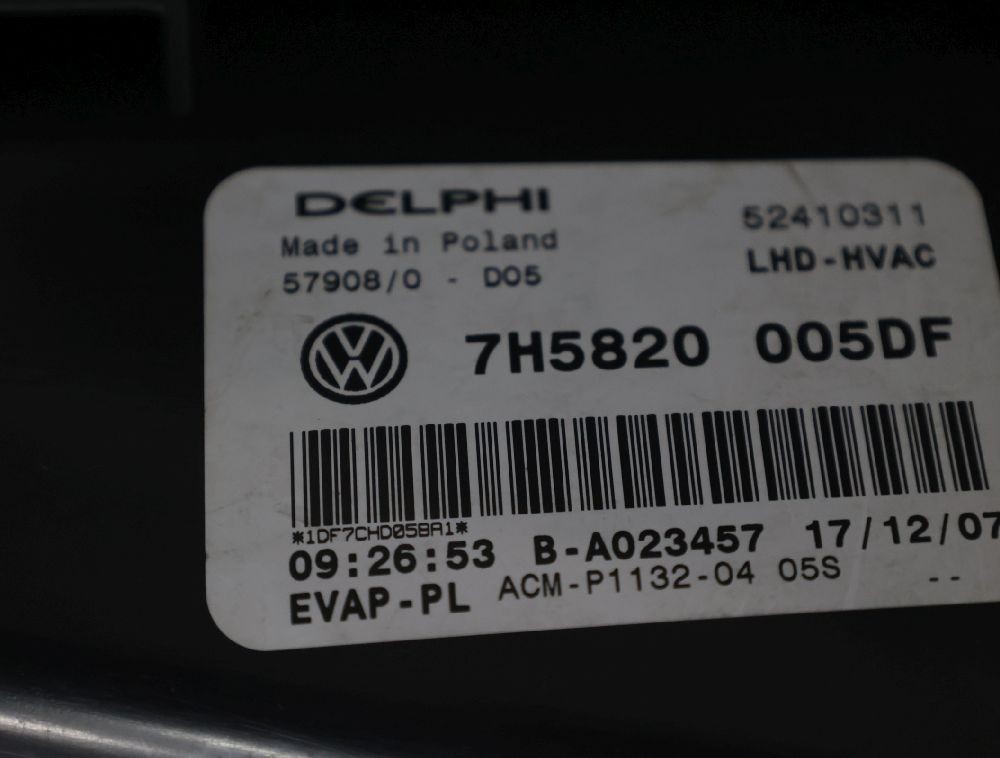 DELPHI 52410311
Made in Poland LHD-HVAC
57908/0 - D05
7H5820 005DF
*1DF7CHD05BA1*
09:26:53 B-A023457 17/12/07
EVAP-PL ACM-P1132-04 05S --